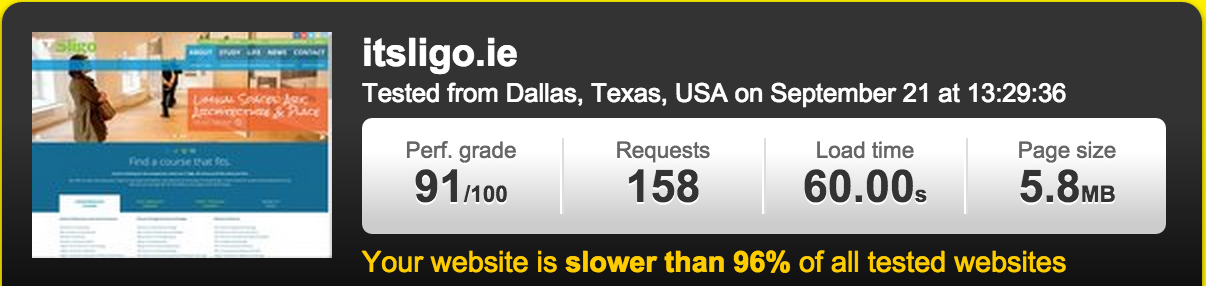 Sligo
ABOUT STUDY LIFE NEWS CONTACT
Liminal Spaces: Art,
Architecture & Place
Find a course that fits.
itsligo.ie
Tested from Dallas, Texas, USA on September 21 at 13:29:36
Perf. grade Requests Load time Page size
91/100 158 60.00s 5.8MB
Your website is slower than 96% of all tested websites